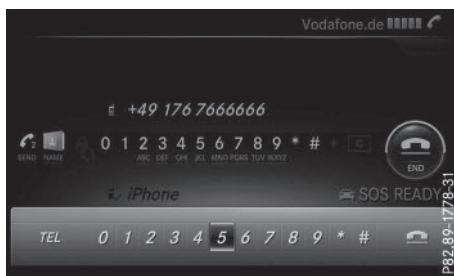 Vodafone.de
+49 176 7666666
0 1 2 3 4 5 6 7 8 9 * # + C
ABC DEF GHI JKL MNO PQRS TUV WXYZ
SEND NAME
END
iPhone
SOS READY
TEL 0 1 2 3 4 5 6 7 8 9 * #
P82.89-1778-31